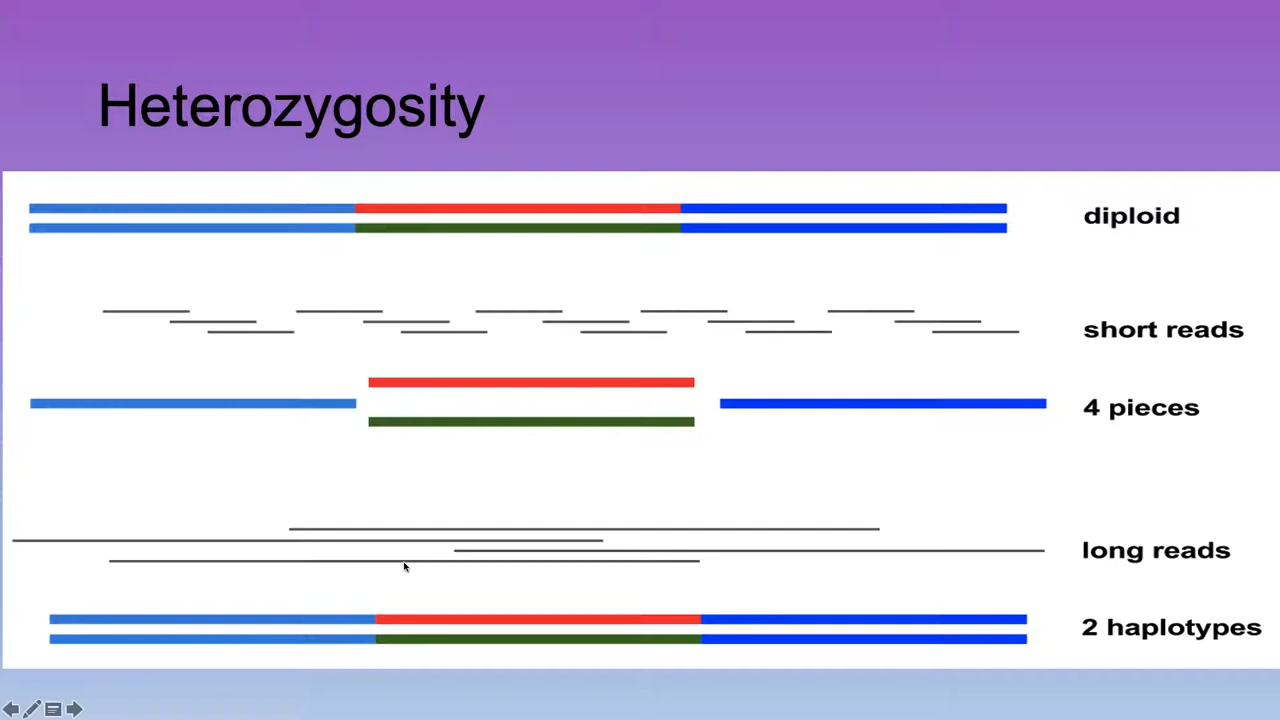 Heterozygosity
diploid
short reads
4 pieces
long reads
2 haplotypes